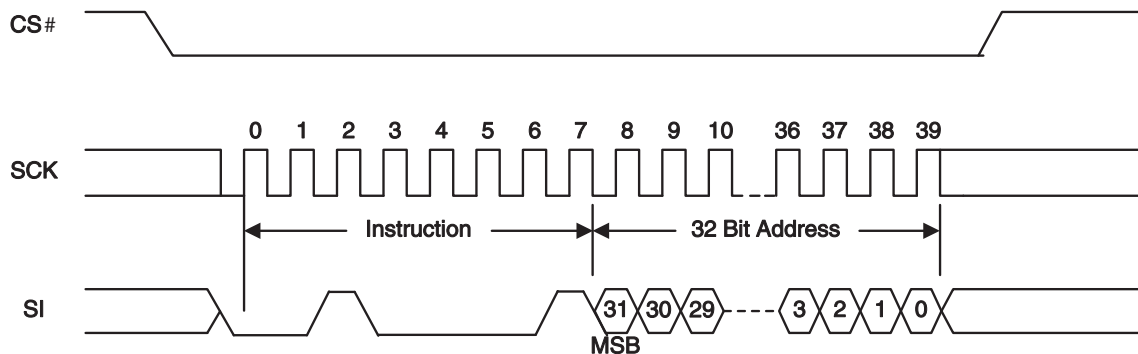 CS#
0 1 2 3 4 5 6 7 8 9 10 36 37 38 39
SCK
Instruction 32 Bit Address
SI 31 30 29 3 2 1 0
MSB